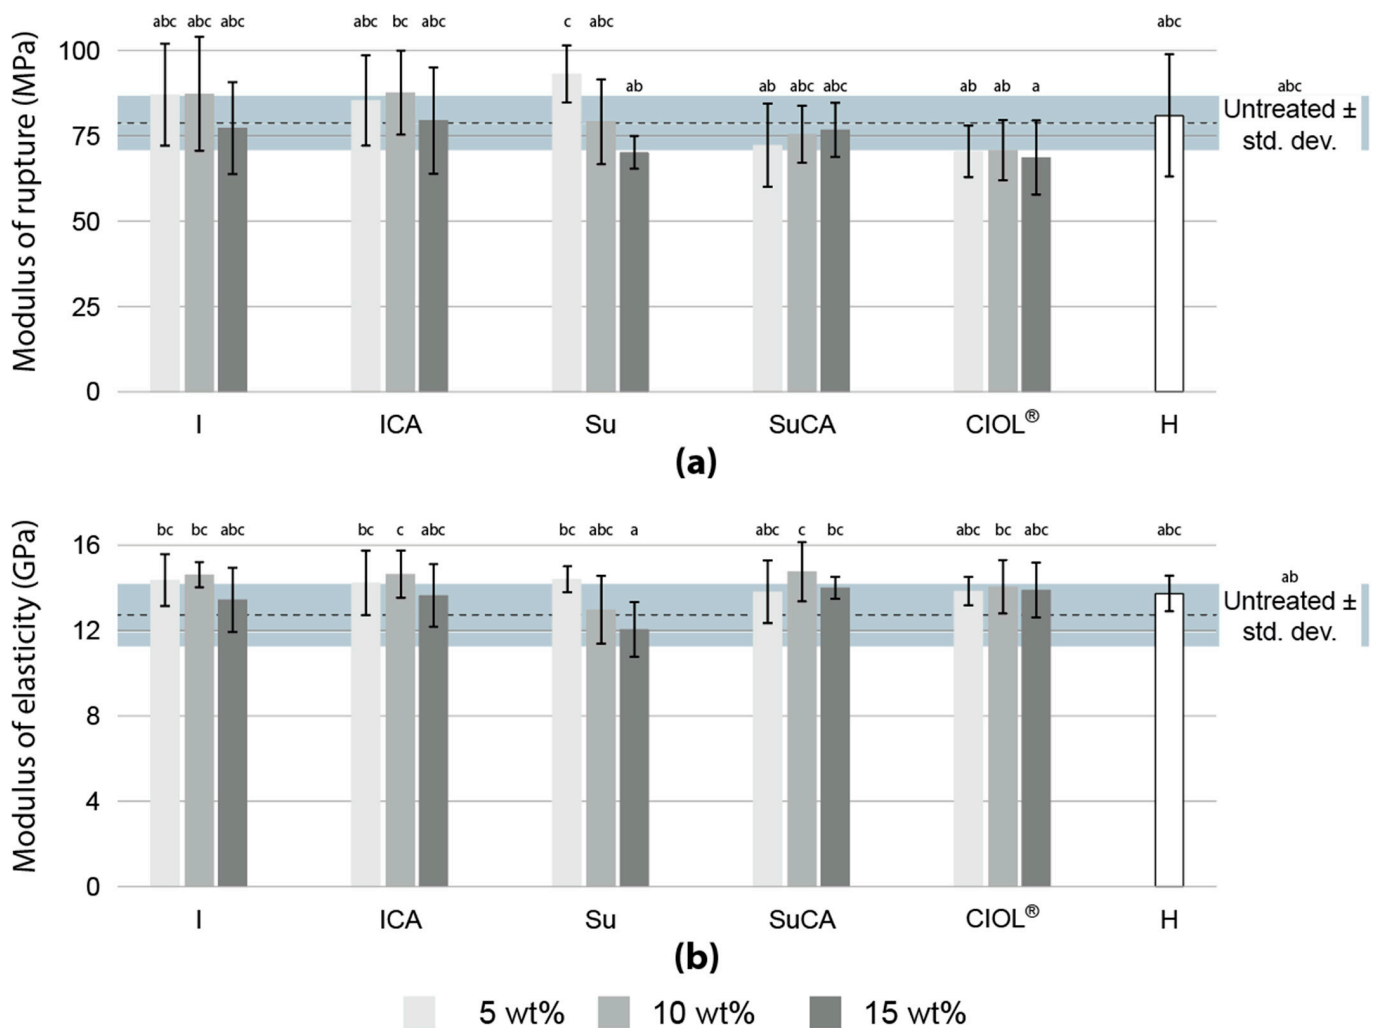 abc abc abc abc bc abc c abc ab ab abc abc ab ab a abc abc
Modulus of rupture (MPa)
100
75
50
25
0
Untreated ±
std. dev.
I ICA Su SuCA CIOL® H
(a)
bc bc abc bc c abc bc abc a abc c bc abc bc abc abc ab
Modulus of elasticity (GPa)
16
12
8
4
0
Untreated ±
std. dev.
I ICA Su SuCA CIOL® H
(b)
5 wt% 10 wt% 15 wt%